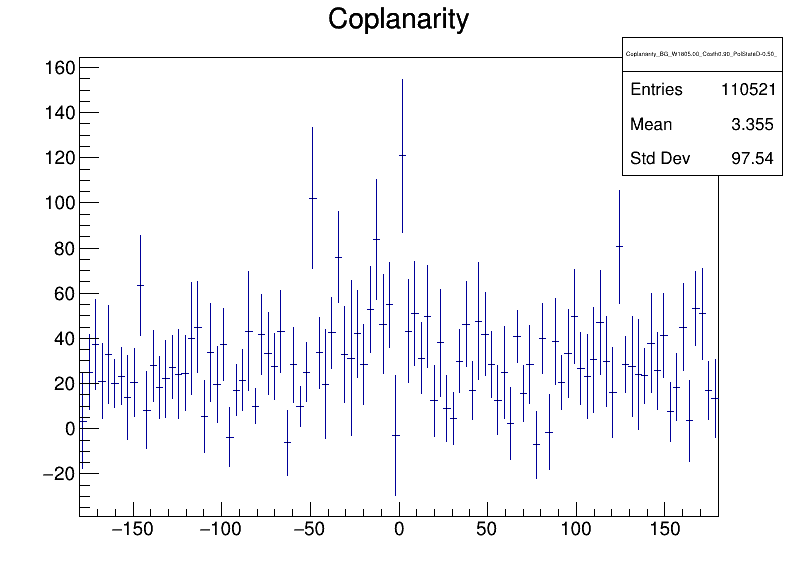 Coplanarity
Coplanarity_BG_W1805.00_Costh0.90_PolStateD-0.50_
Entries 110521
Mean 3.355
Std Dev 97.54
160
140
120
100
80
60
40
20
0
−20
−150 −100 −50 0 50 100 150